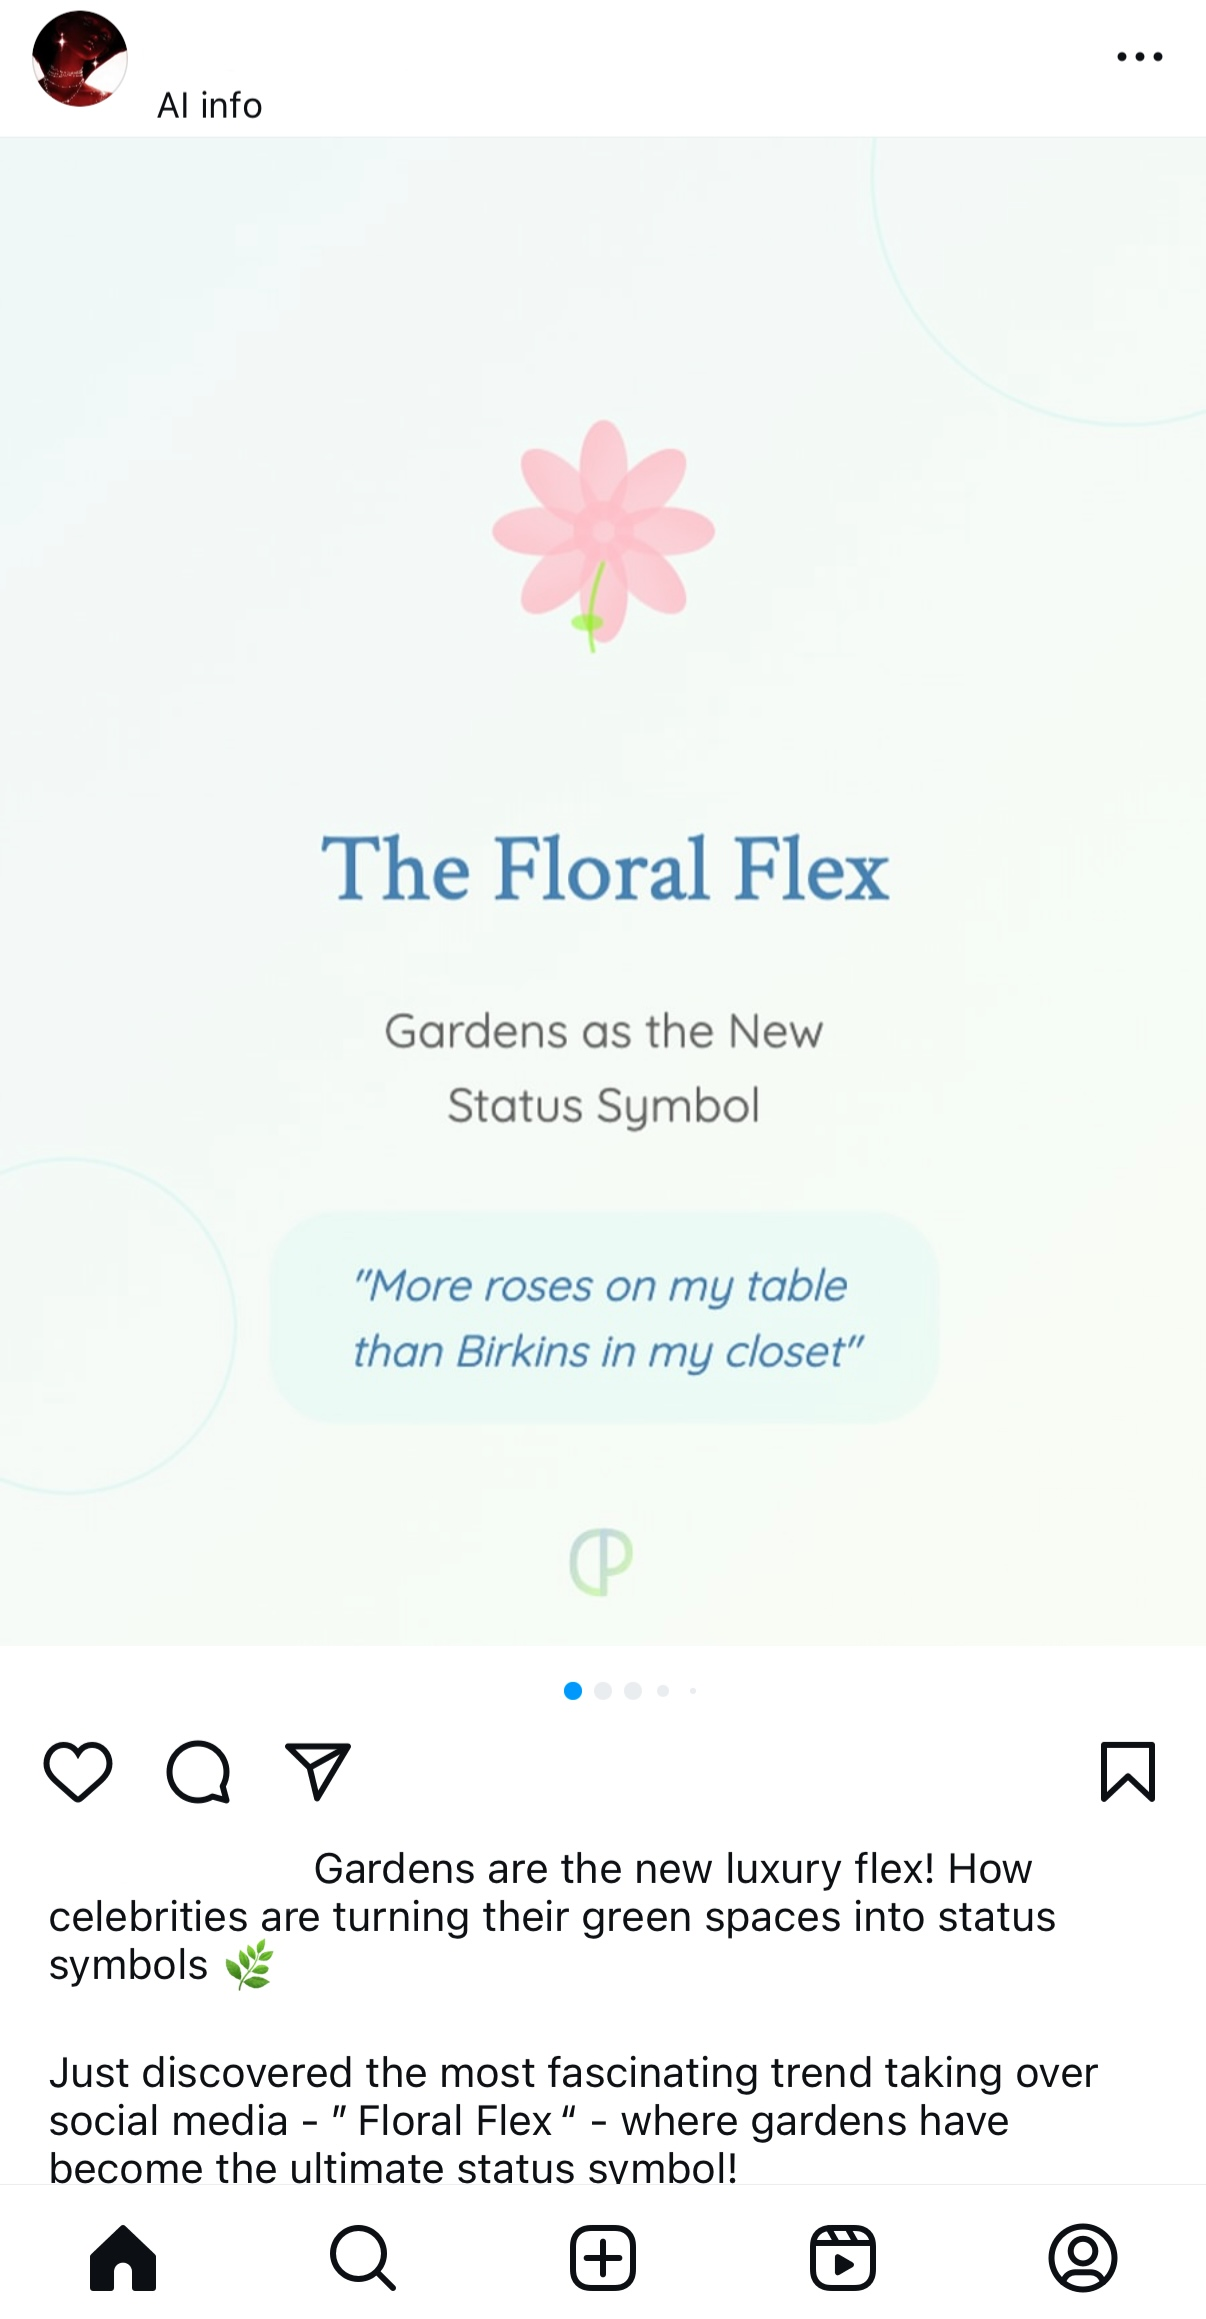 AI info
The Floral Flex
Gardens as the New
Status Symbol
"More roses on my table
than Birkins in my closet"
Gardens are the new luxury flex! How
celebrities are turning their green spaces into status
symbols 🌿
Just discovered the most fascinating trend taking over
social media - ” Floral Flex “ - where gardens have
become the ultimate status symbol!